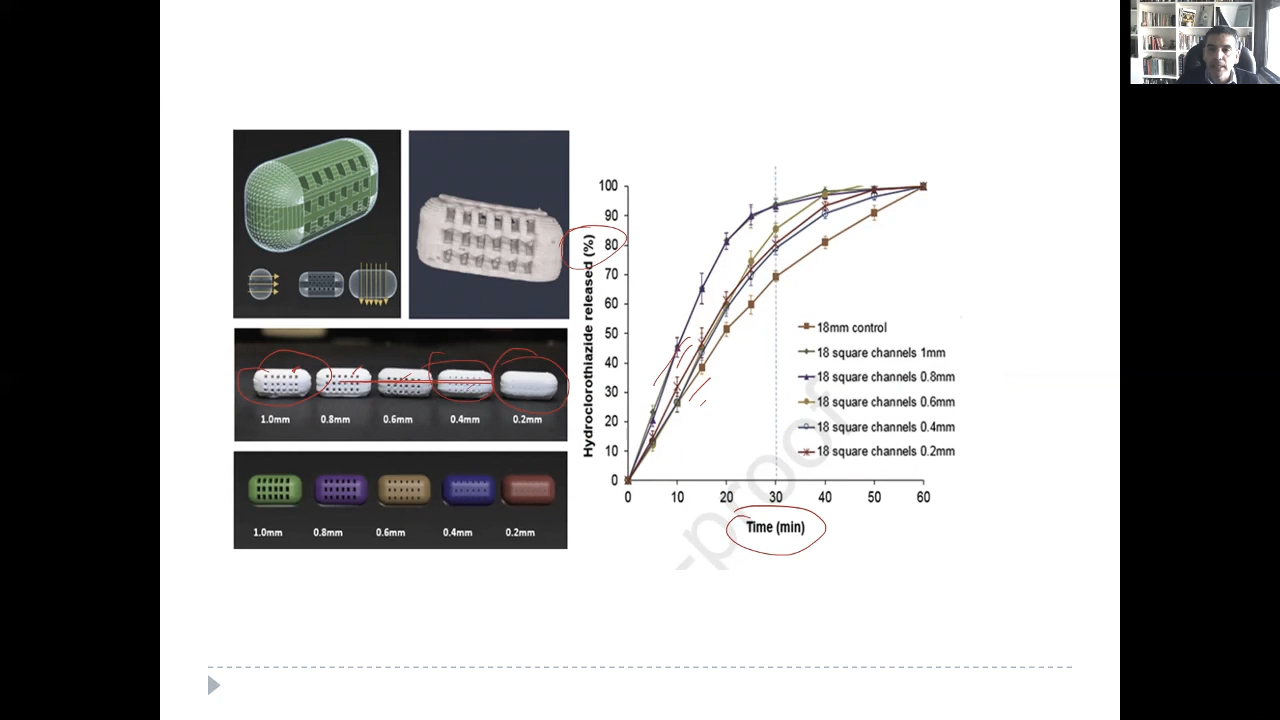 1.0mm 0.8mm 0.6mm 0.4mm 0.2mm
1.0mm 0.8mm 0.6mm 0.4mm 0.2mm
Hydroclorothiazide released (%)
100
90
80
70
60
50
40
30
20
10
0
0 10 20 30 40 50 60
Time (min)
18mm control
18 square channels 1mm
18 square channels 0.8mm
18 square channels 0.6mm
18 square channels 0.4mm
18 square channels 0.2mm
-proof